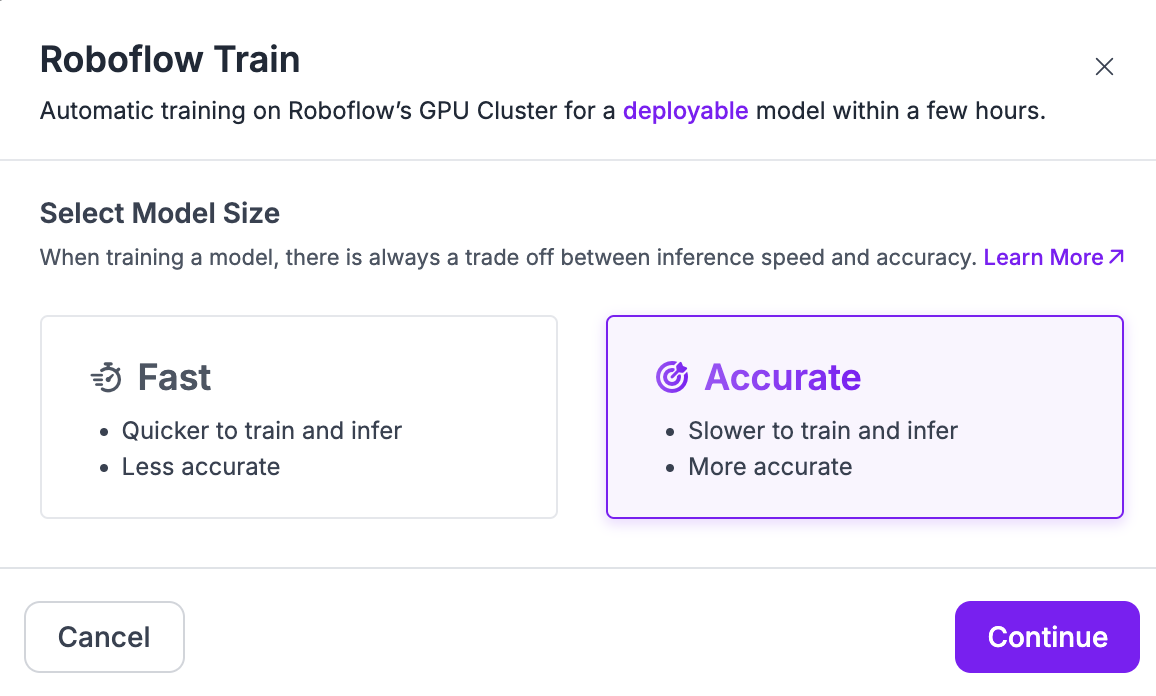 Roboflow Train
Automatic training on Roboflow’s GPU Cluster for a deployable model within a few hours.
Select Model Size
When training a model, there is always a trade off between inference speed and accuracy. Learn More
Fast
• Quicker to train and infer
• Less accurate
Accurate
• Slower to train and infer
• More accurate
Cancel
Continue